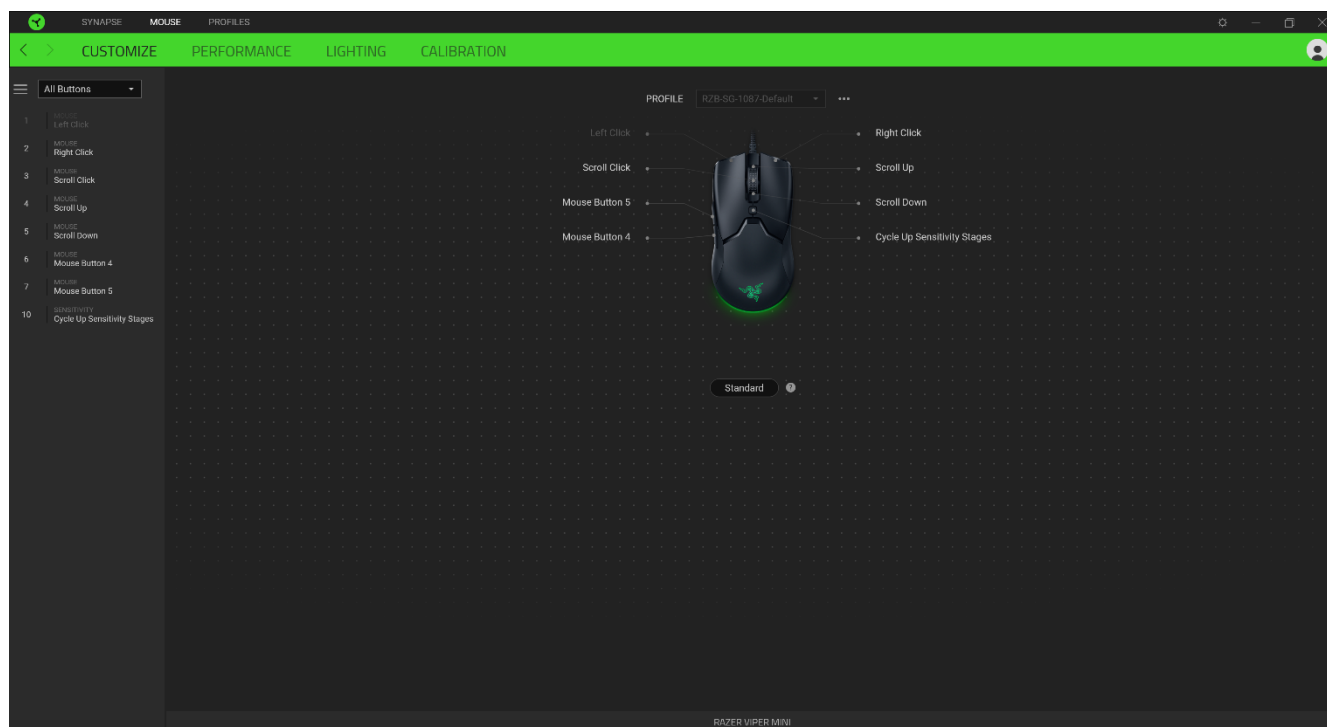 SYNAPSE MOUSE PROFILES
CUSTOMIZE PERFORMANCE LIGHTING CALIBRATION
All Buttons
PROFILE RZB-SG-1087-Default
1 MOUSE
Left Click
2 MOUSE
Right Click
3 MOUSE
Scroll Click
4 MOUSE
Scroll Up
5 MOUSE
Scroll Down
6 MOUSE
Mouse Button 4
7 MOUSE
Mouse Button 5
10 SENSITIVITY
Cycle Up Sensitivity Stages
Left Click
Scroll Click
Mouse Button 5
Mouse Button 4
Right Click
Scroll Up
Scroll Down
Cycle Up Sensitivity Stages
Standard ?
RAZER VIPER MINI